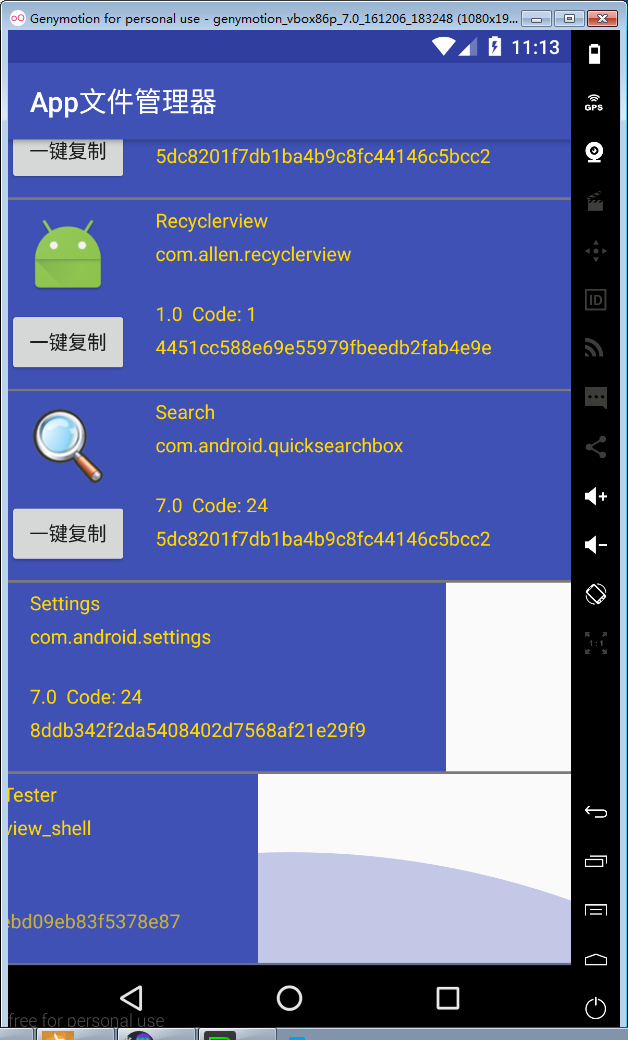 Genymotion for personal use - genymotion_vbox86p_7.0_161206_183248 (1080x19...
11:13
App文件管理器
GPS
一键复制
5dc8201f7db1ba4b9c8fc44146c5bcc2
Recyclerview
com.allen.recyclerview
1.0 Code: 1
一键复制
4451cc588e69e55979fbeedb2fab4e9e
ID
Search
com.android.quicksearchbox
7.0 Code: 24
一键复制
5dc8201f7db1ba4b9c8fc44146c5bcc2
Settings
com.android.settings
1:1
7.0 Code: 24
8ddb342f2da5408402d7568af21e29f9
Tester
view_shell
ebd09eb83f5378e87
free for personal use